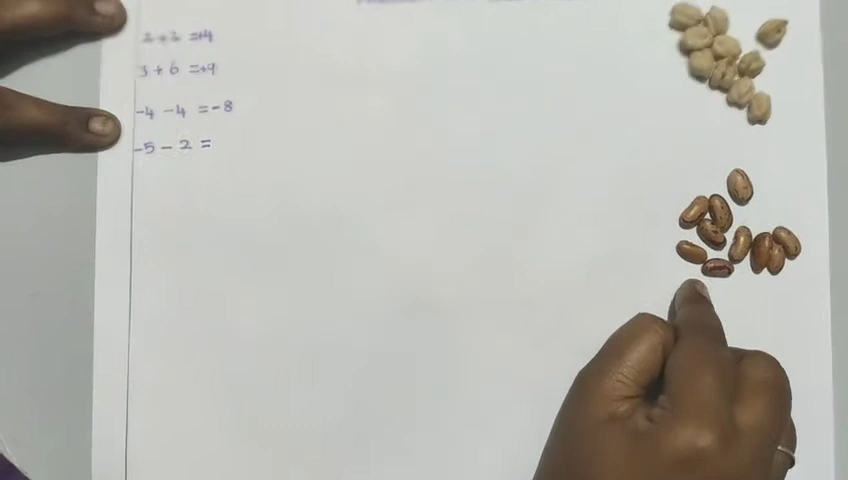 2+2 =+4
3+6 =+9
-4 -4 =-8
-5 - 2 =